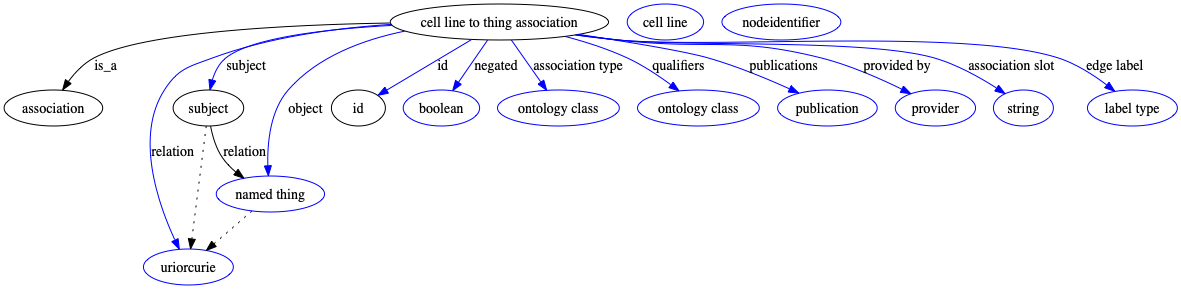 cell line to thing association
cell line
nodeidentifier
is_a
subject
id
negated
association type
qualifiers
publications
provided by
association slot
edge label
association
subject
object
id
boolean
ontology class
ontology class
publication
provider
string
label type
relation
relation
named thing
uriorcurie